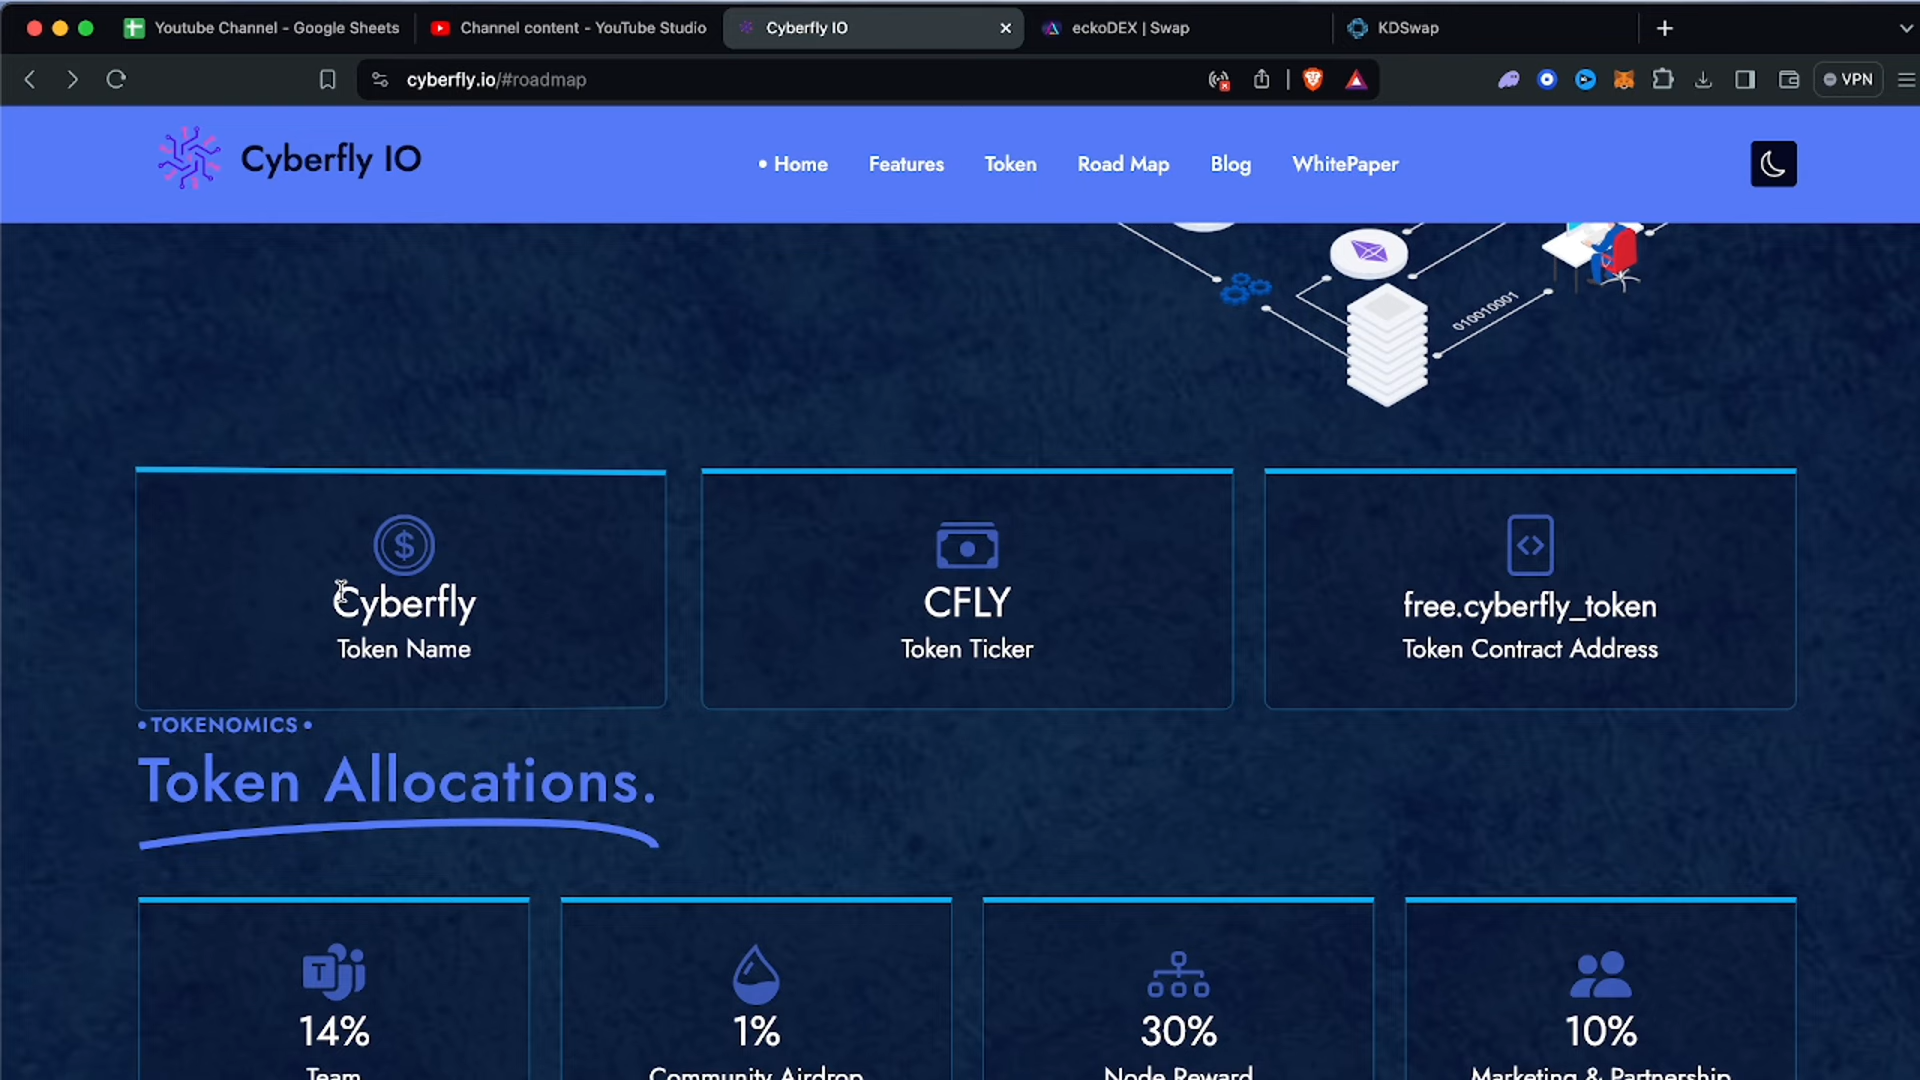 Youtube Channel - Google Sheets
Channel content - YouTube Studio
Cyberfly IO
eckoDEX | Swap
KDSwap
cyberfly.io/#roadmap
VPN
Cyberfly IO
Home
Features
Token
Road Map
Blog
WhitePaper
010010001
Cyberfly
Token Name
CFLY
Token Ticker
free.cyberfly_token
Token Contract Address
• TOKENOMICS •
Token Allocations.
14%
Team
1%
Community Airdrop
30%
Node Reward
10%
Marketing & Partnership